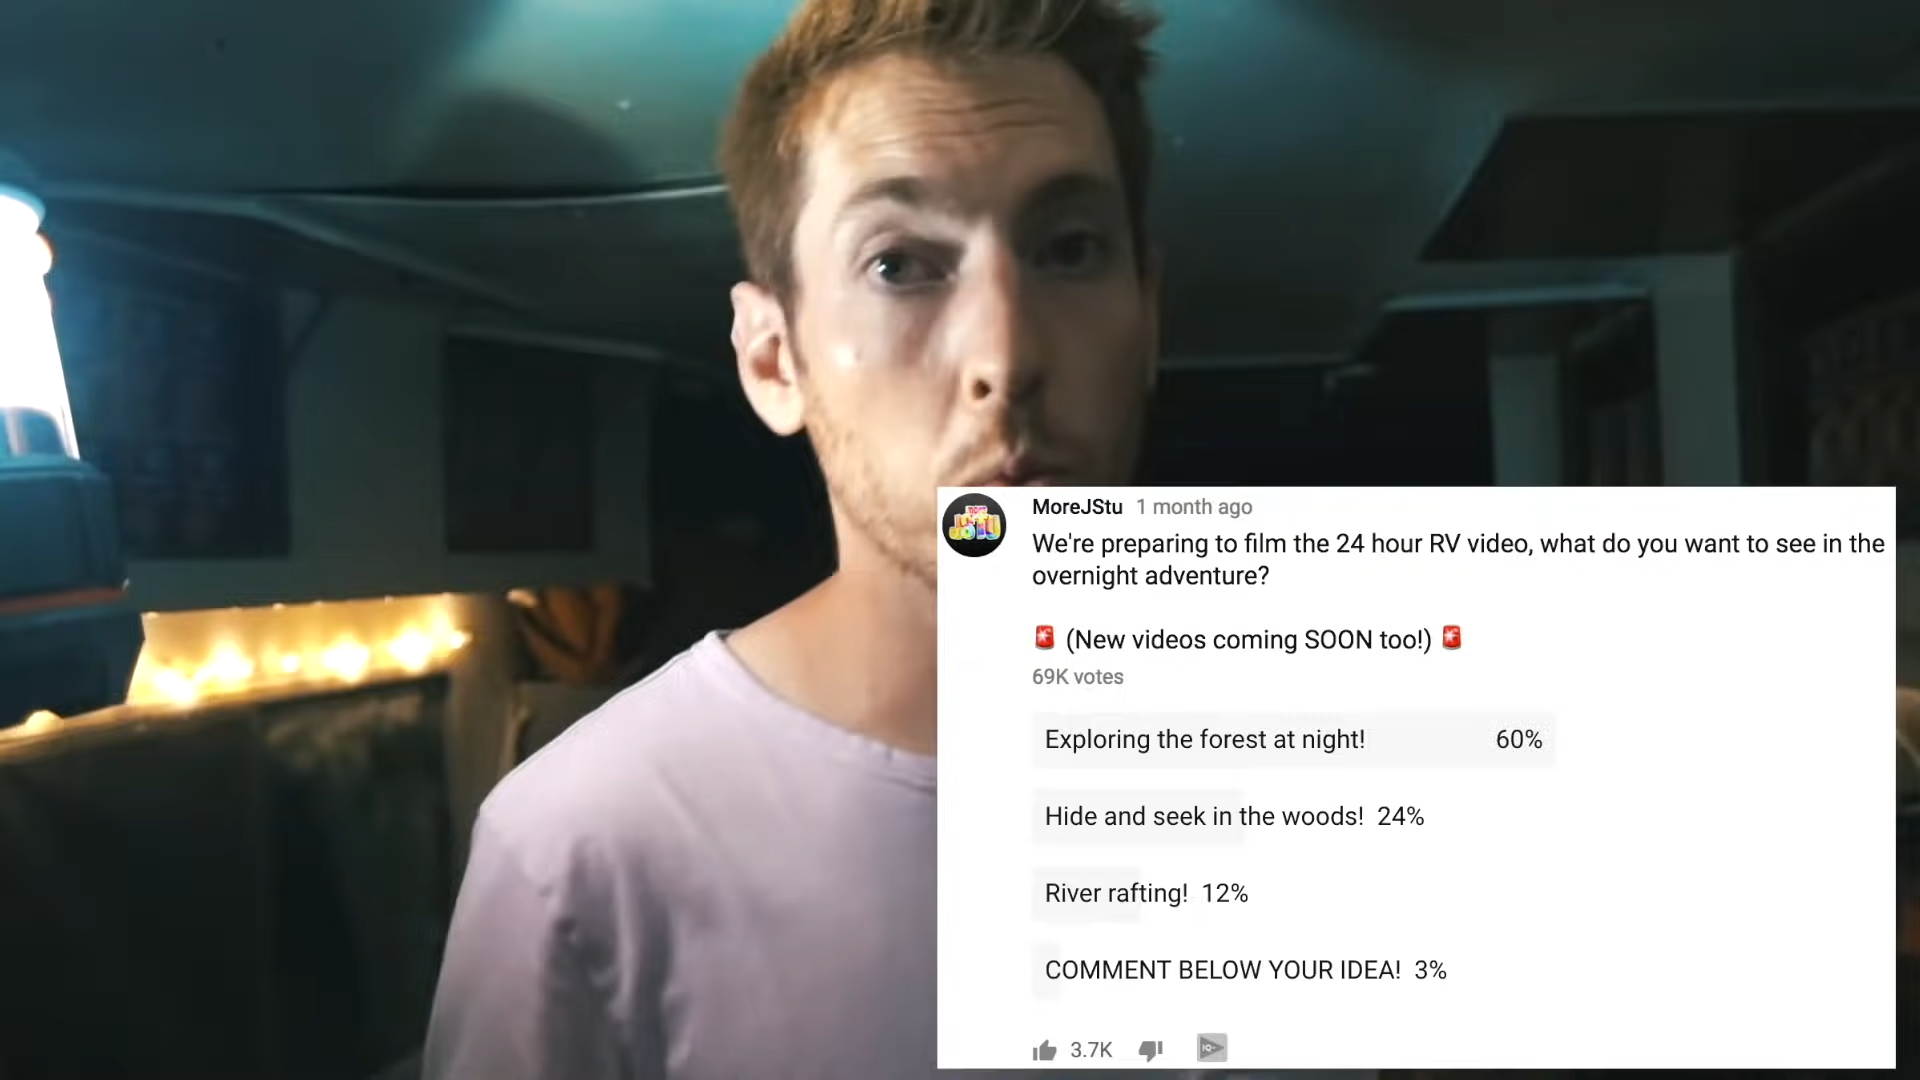 MoreJStu 1 month ago
We're preparing to film the 24 hour RV video, what do you want to see in the
overnight adventure?
🚨 (New videos coming SOON too!) 🚨
69K votes
Exploring the forest at night! 60%
Hide and seek in the woods! 24%
River rafting! 12%
COMMENT BELOW YOUR IDEA! 3%
3.7K